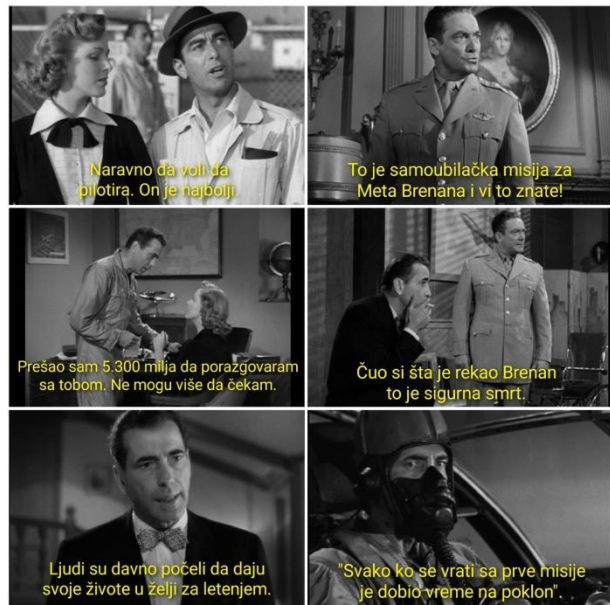 Naravno da voli da
pilotira. On je najbolji.
To je samoubilačka misija za
Meta Brenana i vi to znate!
Prešao sam 5.300 milja da porazgovaram
sa tobom. Ne mogu više da čekam.
Čuo si šta je rekao Brenan
to je sigurna smrt.
Ljudi su davno počeli da daju
svoje živote u želji za letenjem.
"Svako ko se vrati sa prve misije
je dobio vreme na poklon".